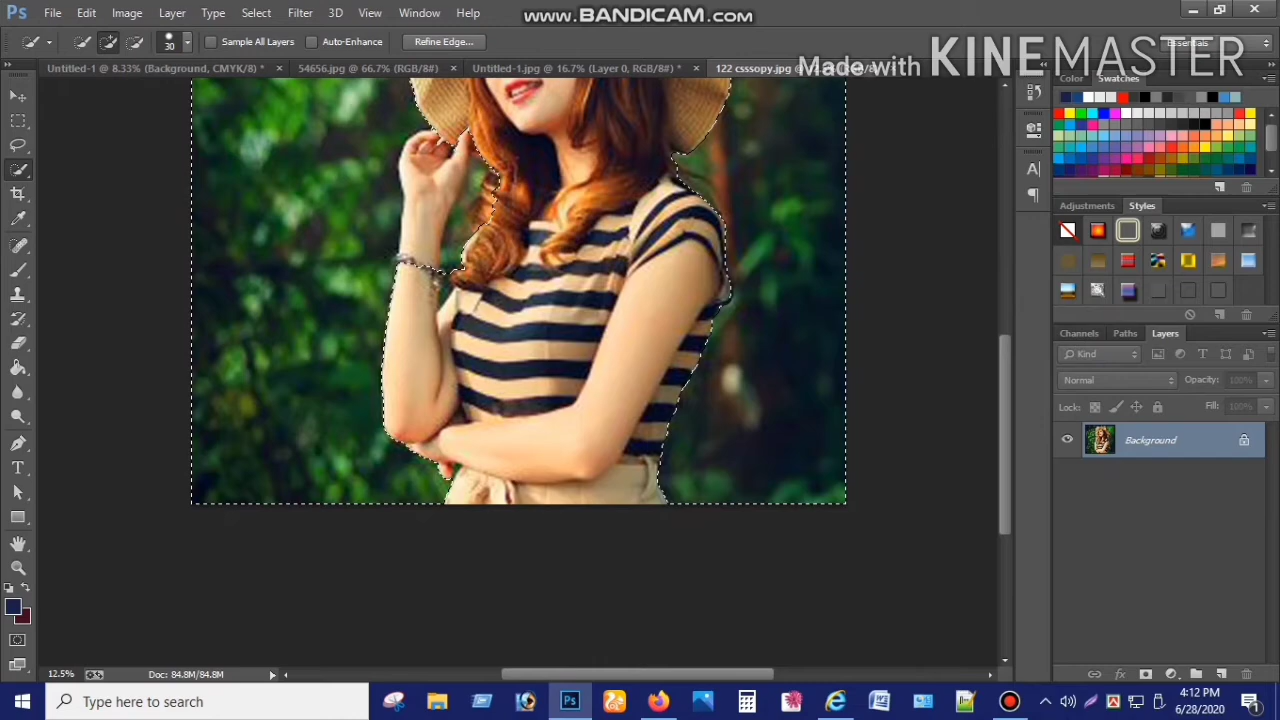 Ps File Edit Image Layer Type Select Filter 3D View Window Help
www.BANDICAM.com
30 Sample All Layers Auto-Enhance Refine Edge... Essentials
Made with KINEMASTER
Untitled-1 @ 8.33% (Background, CMYK/8) * × 54656.jpg @ 66.7% (RGB/8#) × Untitled-1.jpg @ 16.7% (Layer 0, RGB/8#) * × 122 csssopy.jpg @
Color Swatches
Adjustments Styles
Channels Paths Layers
Kind
Normal Opacity: 100%
Lock: Fill: 100%
Background
12.5% Doc: 84.8M/84.8M
Type here to search
4:12 PM
6/28/2020